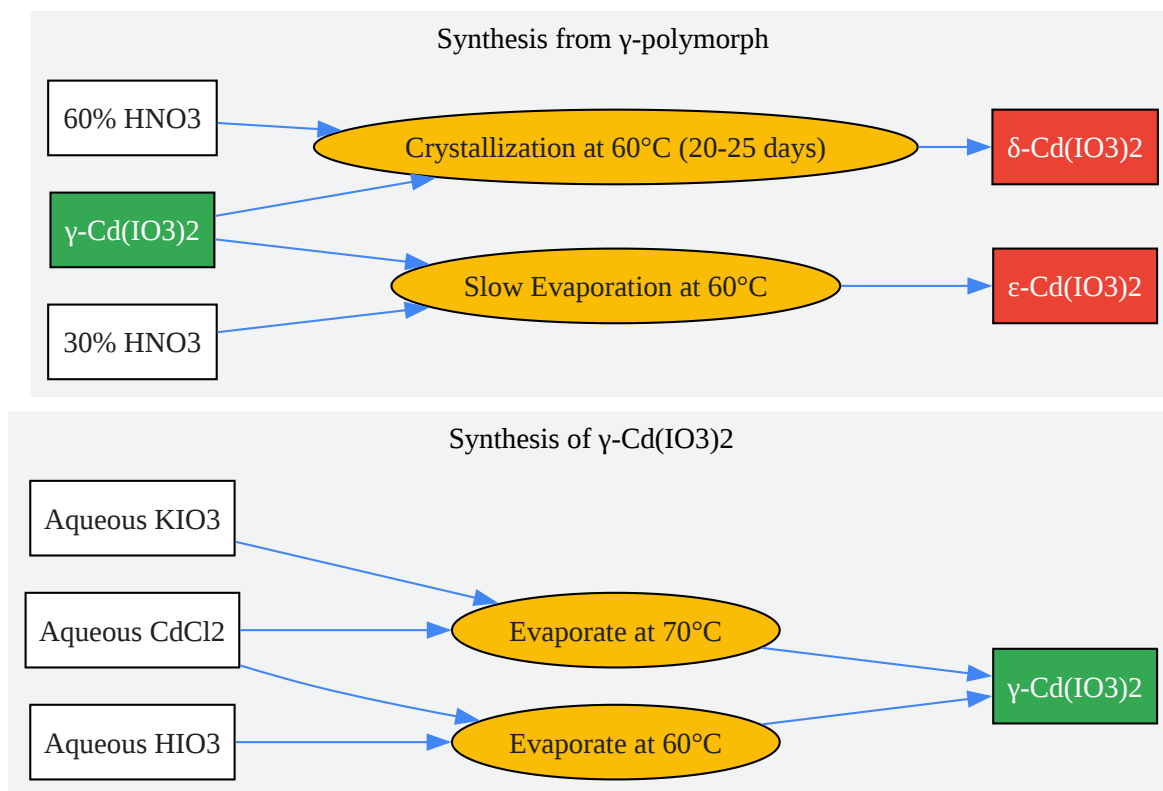 Synthesis from γ-polymorph
60% HNO3
Crystallization at 60°C (20-25 days)
δ-Cd(IO3)2
γ-Cd(IO3)2
Slow Evaporation at 60°C
ε-Cd(IO3)2
30% HNO3
Synthesis of γ-Cd(IO3)2
Aqueous KIO3
Aqueous CdCl2
Evaporate at 70°C
γ-Cd(IO3)2
Aqueous HIO3
Evaporate at 60°C